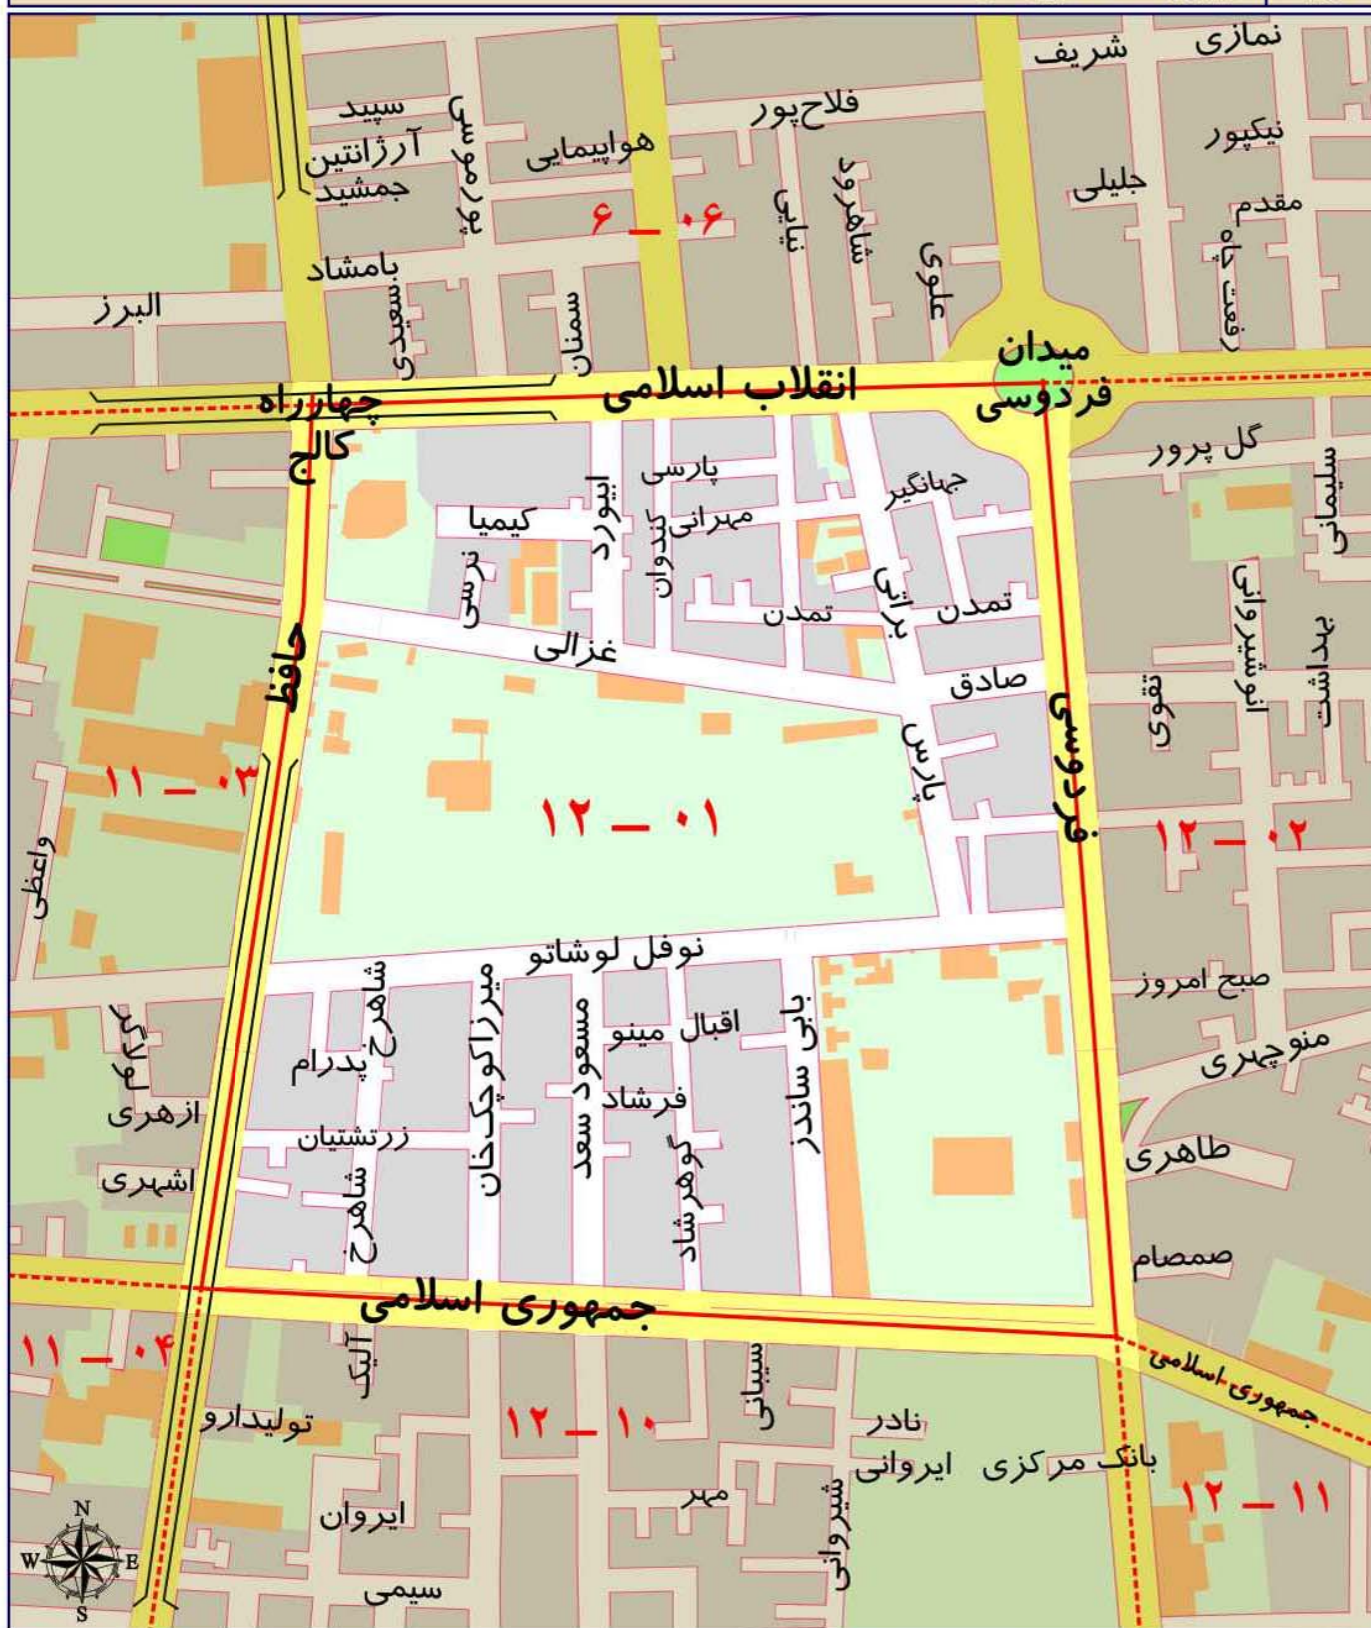 شریف
نمازی
سپید
آرژانتین
جمشید
پورموسی
هواپیمایی
فلاح‌پور
نیکپور
جلیلی
مقدم
۶ – ۰۶
نیایی
شاهرود
علوی
رفعت جاه
بامشاد
سعیدی
سمنان
البرز
میدان
فردوسی
انقلاب اسلامی
چهارراه
کالج
گل پرور
سلیمانی
پارسی
جهانگیر
ابیورد
کیمیا
مهرانی
کندوان
نرسی
براتی
تمدن
تمدن
انوشیروانی
بهداشت
غزالی
حافظ
صادق
تقوی
فردوسی
پارس
۱۱ – ۰۳
۱۲ – ۰۱
۱۲ – ۰۲
واعظی
نوفل لوشاتو
شاهرخ
میرزاکوچک‌خان
مسعود سعد
بابی ساندز
صبح امروز
لولاگر
اقبال مینو
منوچهری
پدرام
فرشاد
ازهری
زرتشتیان
گوهرشاد
طاهری
اشهری
شاهرخ
صمصام
جمهوری اسلامی
۱۱ – ۰۴
آلیک
سیبانی
جمهوری اسلامی
تولیدارو
۱۲ – ۱۰
نادر
ایروانی
بانک مرکزی
مهر
شیروانی
۱۲ – ۱۱
ایروان
سیمی
N
W
E
S